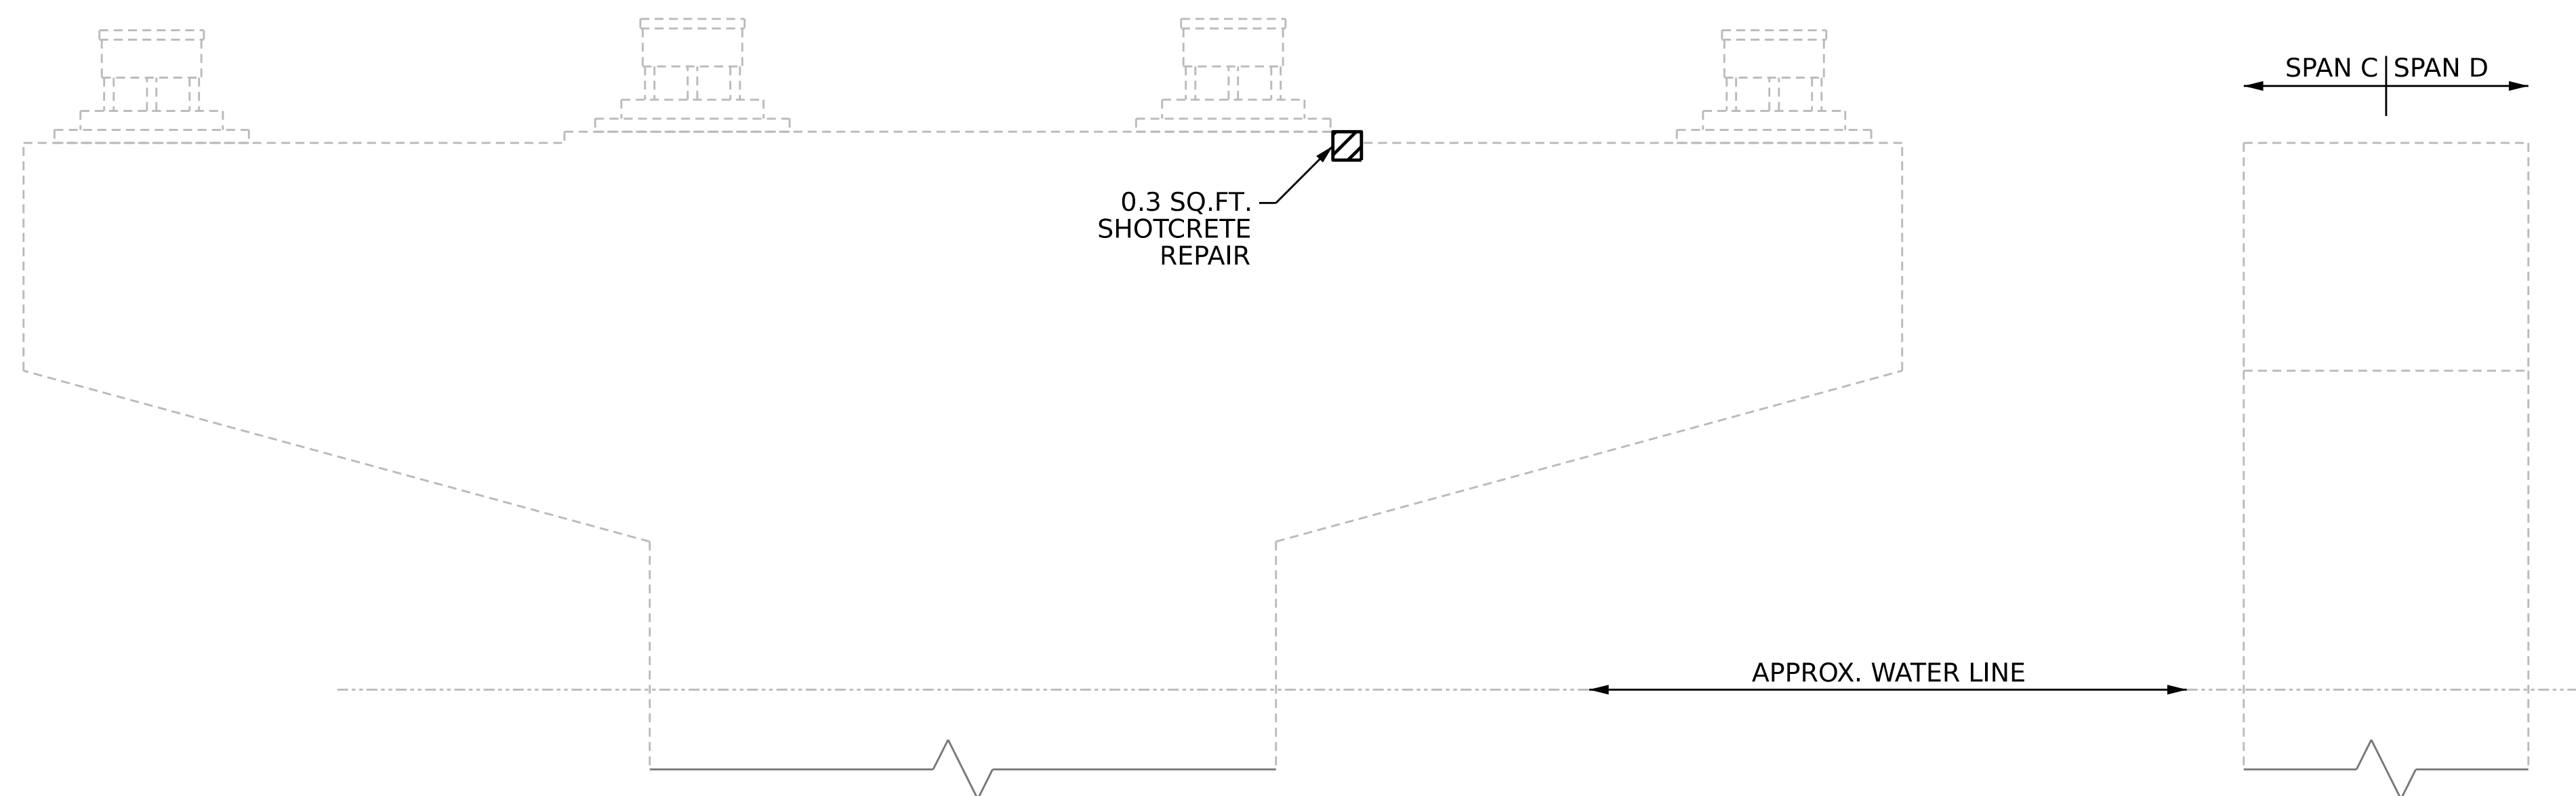 SPAN C SPAN D
0.3 SQ.FT.
SHOTCRETE
REPAIR
APPROX. WATER LINE